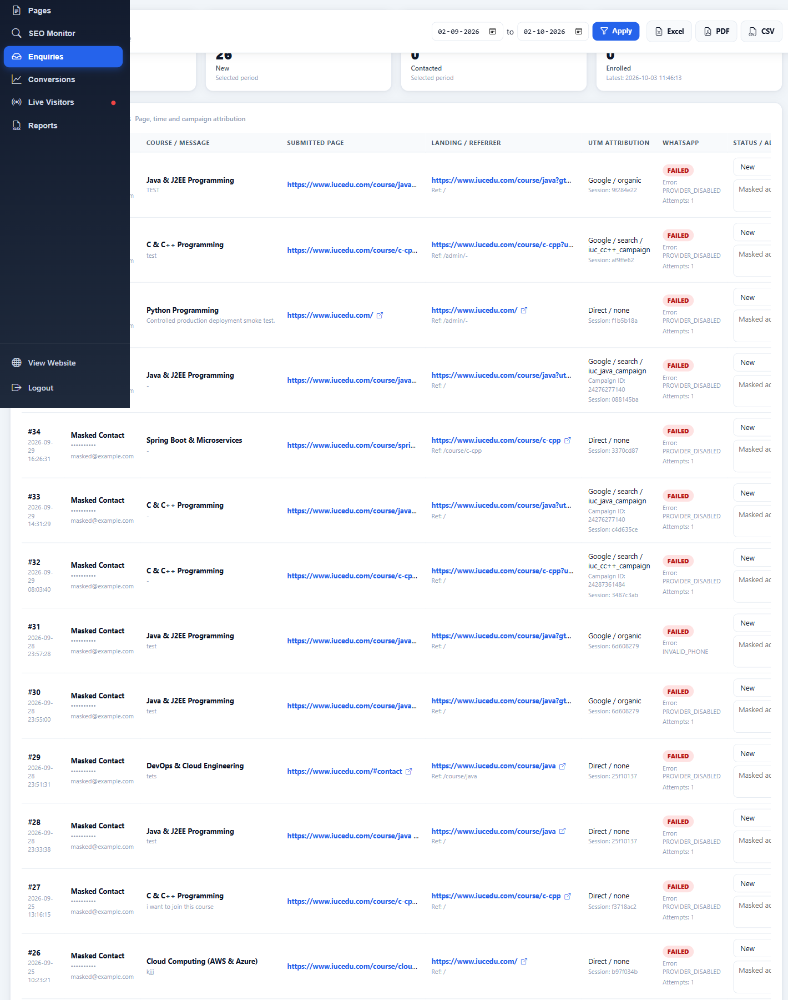 Pages
SEO Monitor
Enquiries
Conversions
Live Visitors
Reports
View Website
Logout
02-09-2026 to 02-10-2026 Apply Excel PDF CSV
26
New
Selected period
0
Contacted
Selected period
0
Enrolled
Latest: 2026-10-03 11:46:13
Page, time and campaign attribution
COURSE / MESSAGE SUBMITTED PAGE LANDING / REFERRER UTM ATTRIBUTION WHATSAPP STATUS / AD
Java & J2EE Programming
TEST
https://www.iucedu.com/course/java...
https://www.iucedu.com/course/java?gt...
Ref: /
Google / organic
Session: 9f284e22
FAILED
Error:
PROVIDER_DISABLED
Attempts: 1
New
Masked ac
C & C++ Programming
test
https://www.iucedu.com/course/c-cp...
https://www.iucedu.com/course/c-cpp?u...
Ref: /admin/-
Google / search /
iuc_cc++_campaign
Session: af9ffe62
FAILED
Error:
PROVIDER_DISABLED
Attempts: 1
New
Masked ac
Python Programming
Controlled production deployment smoke test.
https://www.iucedu.com/
https://www.iucedu.com/
Ref: /admin/-
Direct / none
Session: f1b5b18a
FAILED
Error:
PROVIDER_DISABLED
Attempts: 1
New
Masked ac
Java & J2EE Programming
-
https://www.iucedu.com/course/java...
https://www.iucedu.com/course/java?ut...
Ref: /
Google / search /
iuc_java_campaign
Campaign ID:
24276277140
Session: 088145ba
FAILED
Error:
PROVIDER_DISABLED
Attempts: 1
New
Masked ac
#34
2026-09-
29
16:26:31
Masked Contact
••••••••••
masked@example.com
Spring Boot & Microservices
-
https://www.iucedu.com/course/spri...
https://www.iucedu.com/course/c-cpp
Ref: /course/c-cpp
Direct / none
Session: 3370cd87
FAILED
Error:
PROVIDER_DISABLED
Attempts: 1
New
Masked ac
#33
2026-09-
29
14:31:29
Masked Contact
••••••••••
masked@example.com
C & C++ Programming
-
https://www.iucedu.com/course/java...
https://www.iucedu.com/course/java?ut...
Ref: /
Google / search /
iuc_java_campaign
Campaign ID:
24276277140
Session: c4d635ce
FAILED
Error:
PROVIDER_DISABLED
Attempts: 1
New
Masked ac
#32
2026-09-
29
08:03:40
Masked Contact
••••••••••
masked@example.com
C & C++ Programming
-
https://www.iucedu.com/course/c-cp...
https://www.iucedu.com/course/c-cpp?u...
Ref: /
Google / search /
iuc_cc++_campaign
Campaign ID:
24287361484
Session: 3487c3ab
FAILED
Error:
PROVIDER_DISABLED
Attempts: 1
New
Masked ac
#31
2026-09-
28
23:57:28
Masked Contact
••••••••••
masked@example.com
Java & J2EE Programming
test
https://www.iucedu.com/course/java...
https://www.iucedu.com/course/java?gt...
Ref: /
Google / organic
Session: 6d608279
FAILED
Error:
INVALID_PHONE
New
Masked ac
#30
2026-09-
28
23:55:00
Masked Contact
••••••••••
masked@example.com
Java & J2EE Programming
test
https://www.iucedu.com/course/java...
https://www.iucedu.com/course/java?gt...
Ref: /
Google / organic
Session: 6d608279
FAILED
Error:
PROVIDER_DISABLED
Attempts: 1
New
Masked ac
#29
2026-09-
28
23:51:31
Masked Contact
••••••••••
masked@example.com
DevOps & Cloud Engineering
tets
https://www.iucedu.com/#contact
https://www.iucedu.com/course/java
Ref: /course/java
Direct / none
Session: 25f10137
FAILED
Error:
PROVIDER_DISABLED
Attempts: 1
New
Masked ac
#28
2026-09-
28
23:33:38
Masked Contact
••••••••••
masked@example.com
Java & J2EE Programming
test
https://www.iucedu.com/course/java ...
https://www.iucedu.com/course/java
Ref: /
Direct / none
Session: 25f10137
FAILED
Error:
PROVIDER_DISABLED
Attempts: 1
New
Masked ac
#27
2026-09-
25
13:16:15
Masked Contact
••••••••••
masked@example.com
C & C++ Programming
i want to join this course
https://www.iucedu.com/course/c-cp...
https://www.iucedu.com/course/c-cpp
Ref: /
Direct / none
Session: f3718ac2
FAILED
Error:
PROVIDER_DISABLED
Attempts: 1
New
Masked ac
#26
2026-09-
25
10:23:21
Masked Contact
••••••••••
masked@example.com
Cloud Computing (AWS & Azure)
kjjj
https://www.iucedu.com/course/clou...
https://www.iucedu.com/
Ref: /
Direct / none
Session: b97f034b
FAILED
Error:
PROVIDER_DISABLED
Attempts: 1
New
Masked ac